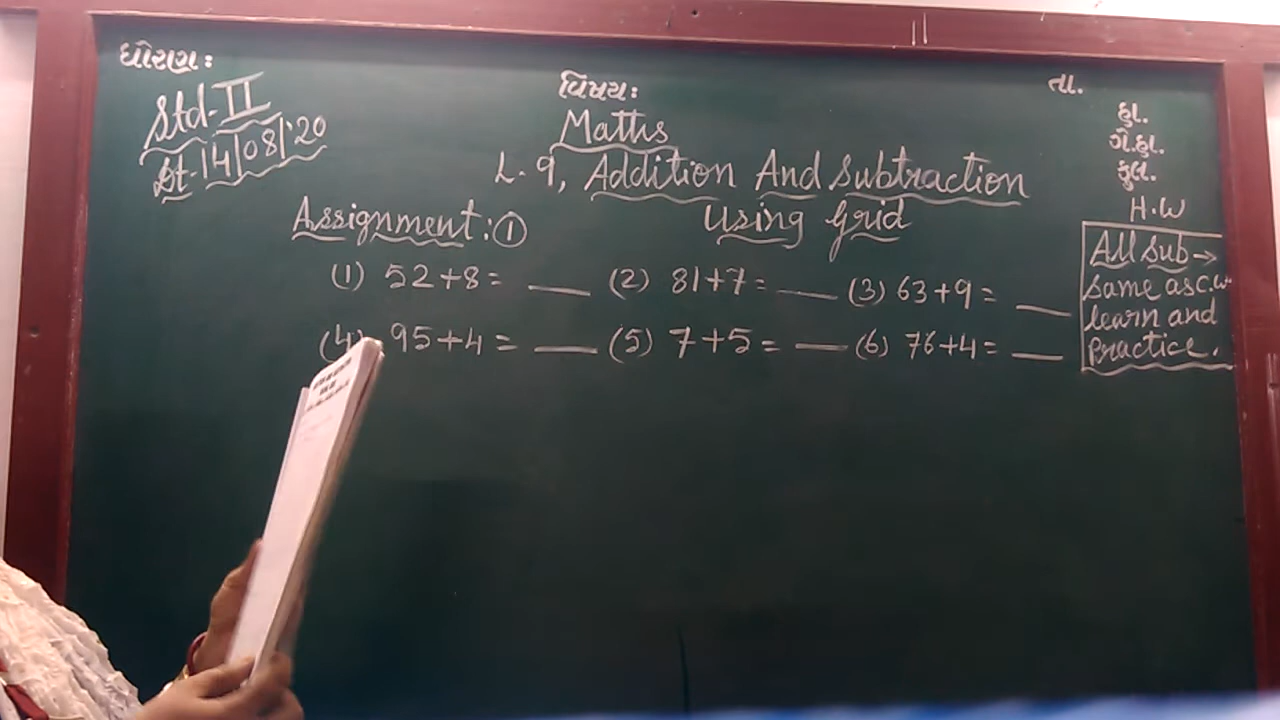 ધોરણ:
Std-II
Dt-14/08/'20
વિષય:
Maths
L-9, Addition And Subtraction
Using Grid
તા.
હા.
ગે.હા.
કુલ.
Assignment:①
(1) 52+8= ___ (2) 81+7= ___ (3) 63+9= ___
(4) 95+4= ___ (5) 7+5= ___ (6) 76+4= ___
H.W
All Sub→
Same as C.W.
learn and
Practice.